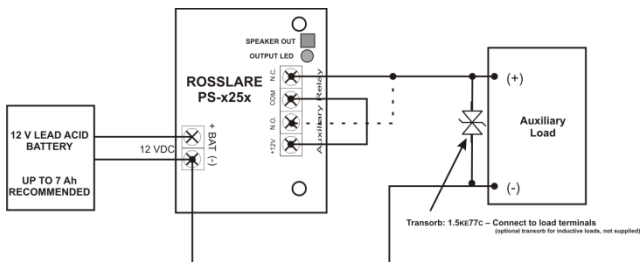 SPEAKER OUT
OUTPUT LED
ROSSLARE
PS-x25x
N.C.
COM
N.O.
+12V
Auxiliary Relay
+ BAT (-)
12 V LEAD ACID
BATTERY
UP TO 7 Ah
RECOMMENDED
12 VDC
(+)
Auxiliary
Load
(-)
Transorb: 1.5KE77C – Connect to load terminals
(optional transorb for inductive loads, not supplied)